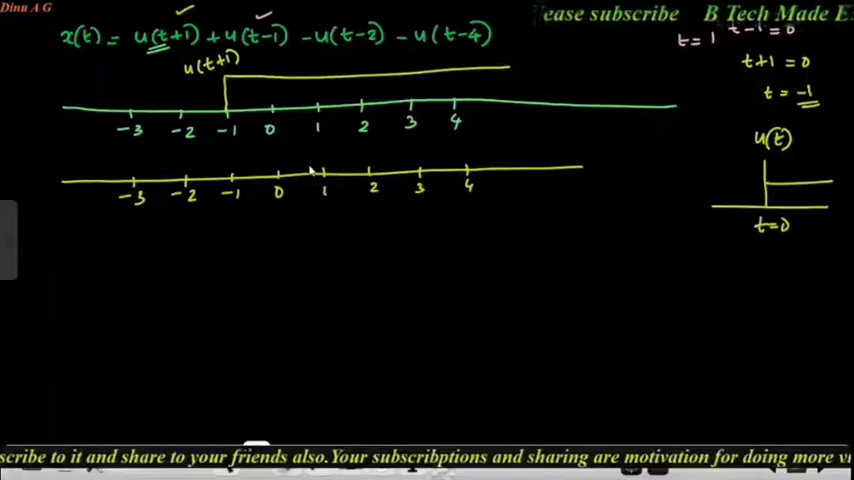 Dinu A G
ease subscribe B Tech Made E
x(t) = u(t+1) + u(t-1) - u(t-2) - u(t-4)
t-1=0
t= 1
t+1 = 0
t = -1
u(t+1)
-3 -2 -1 0 1 2 3 4
u(t)
t=0
-3 -2 -1 0 1 2 3 4
scribe to it and share to your friends also.Your subscribptions and sharing are motivation for doing more v